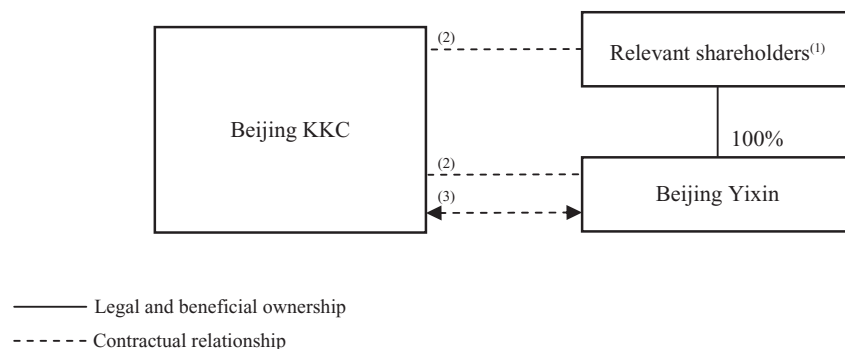 (2)
Relevant shareholders(1)
Beijing KKC
100%
(2)
Beijing Yixin
(3)
Legal and beneficial ownership
Contractual relationship